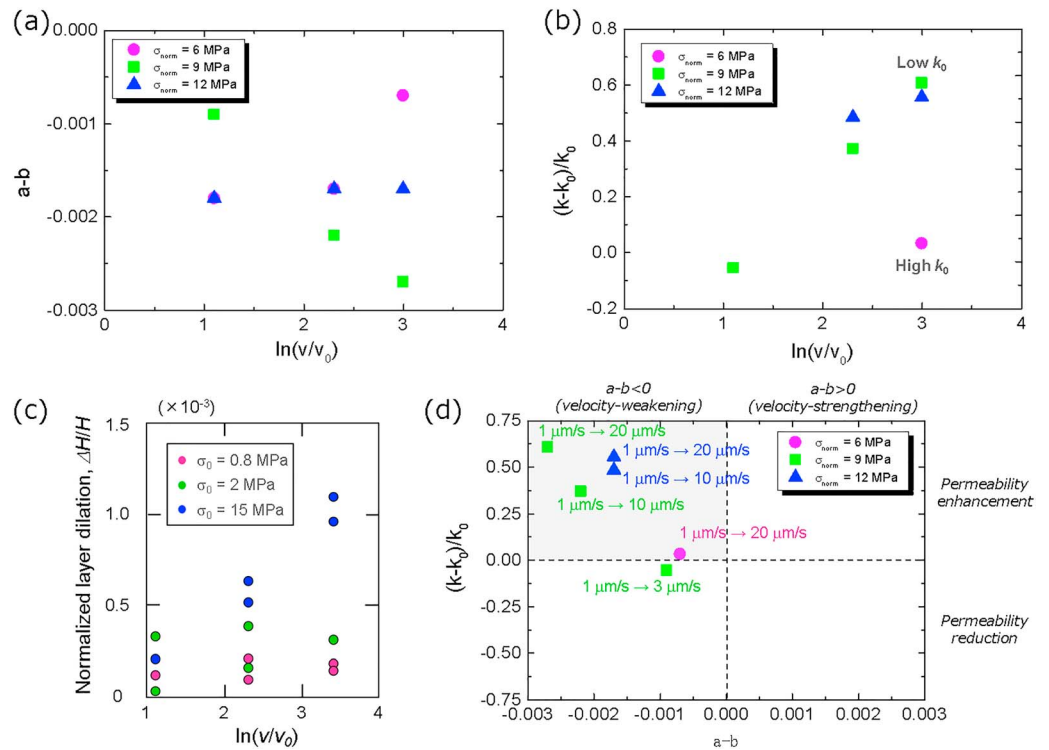 (a)
0.000
-0.001
-0.002
-0.003
a-b
σnorm = 6 MPa
σnorm = 9 MPa
σnorm = 12 MPa
0 1 2 3 4
ln(v/v0)
(b)
0.8
0.6
0.4
0.2
0.0
-0.2
(k-k0)/k0
σnorm = 6 MPa
σnorm = 9 MPa
σnorm = 12 MPa
Low k0
High k0
0 1 2 3 4
ln(v/v0)
(c)
(×10-3)
1.5
1.0
0.5
0
Normalized layer dilation, ΔH/H
σ0 = 0.8 MPa
σ0 = 2 MPa
σ0 = 15 MPa
1 2 3 4
ln(v/v0)
(d)
a-b<0
(velocity-weakening)
a-b>0
(velocity-strengthening)
0.75
0.50
0.25
0.00
-0.25
-0.50
-0.75
(k-k0)/k0
1 μm/s → 20 μm/s
1 μm/s → 20 μm/s
1 μm/s → 10 μm/s
1 μm/s → 10 μm/s
1 μm/s → 20 μm/s
1 μm/s → 3 μm/s
σnorm = 6 MPa
σnorm = 9 MPa
σnorm = 12 MPa
Permeability
enhancement
Permeability
reduction
-0.003 -0.002 -0.001 0.000 0.001 0.002 0.003
a-b